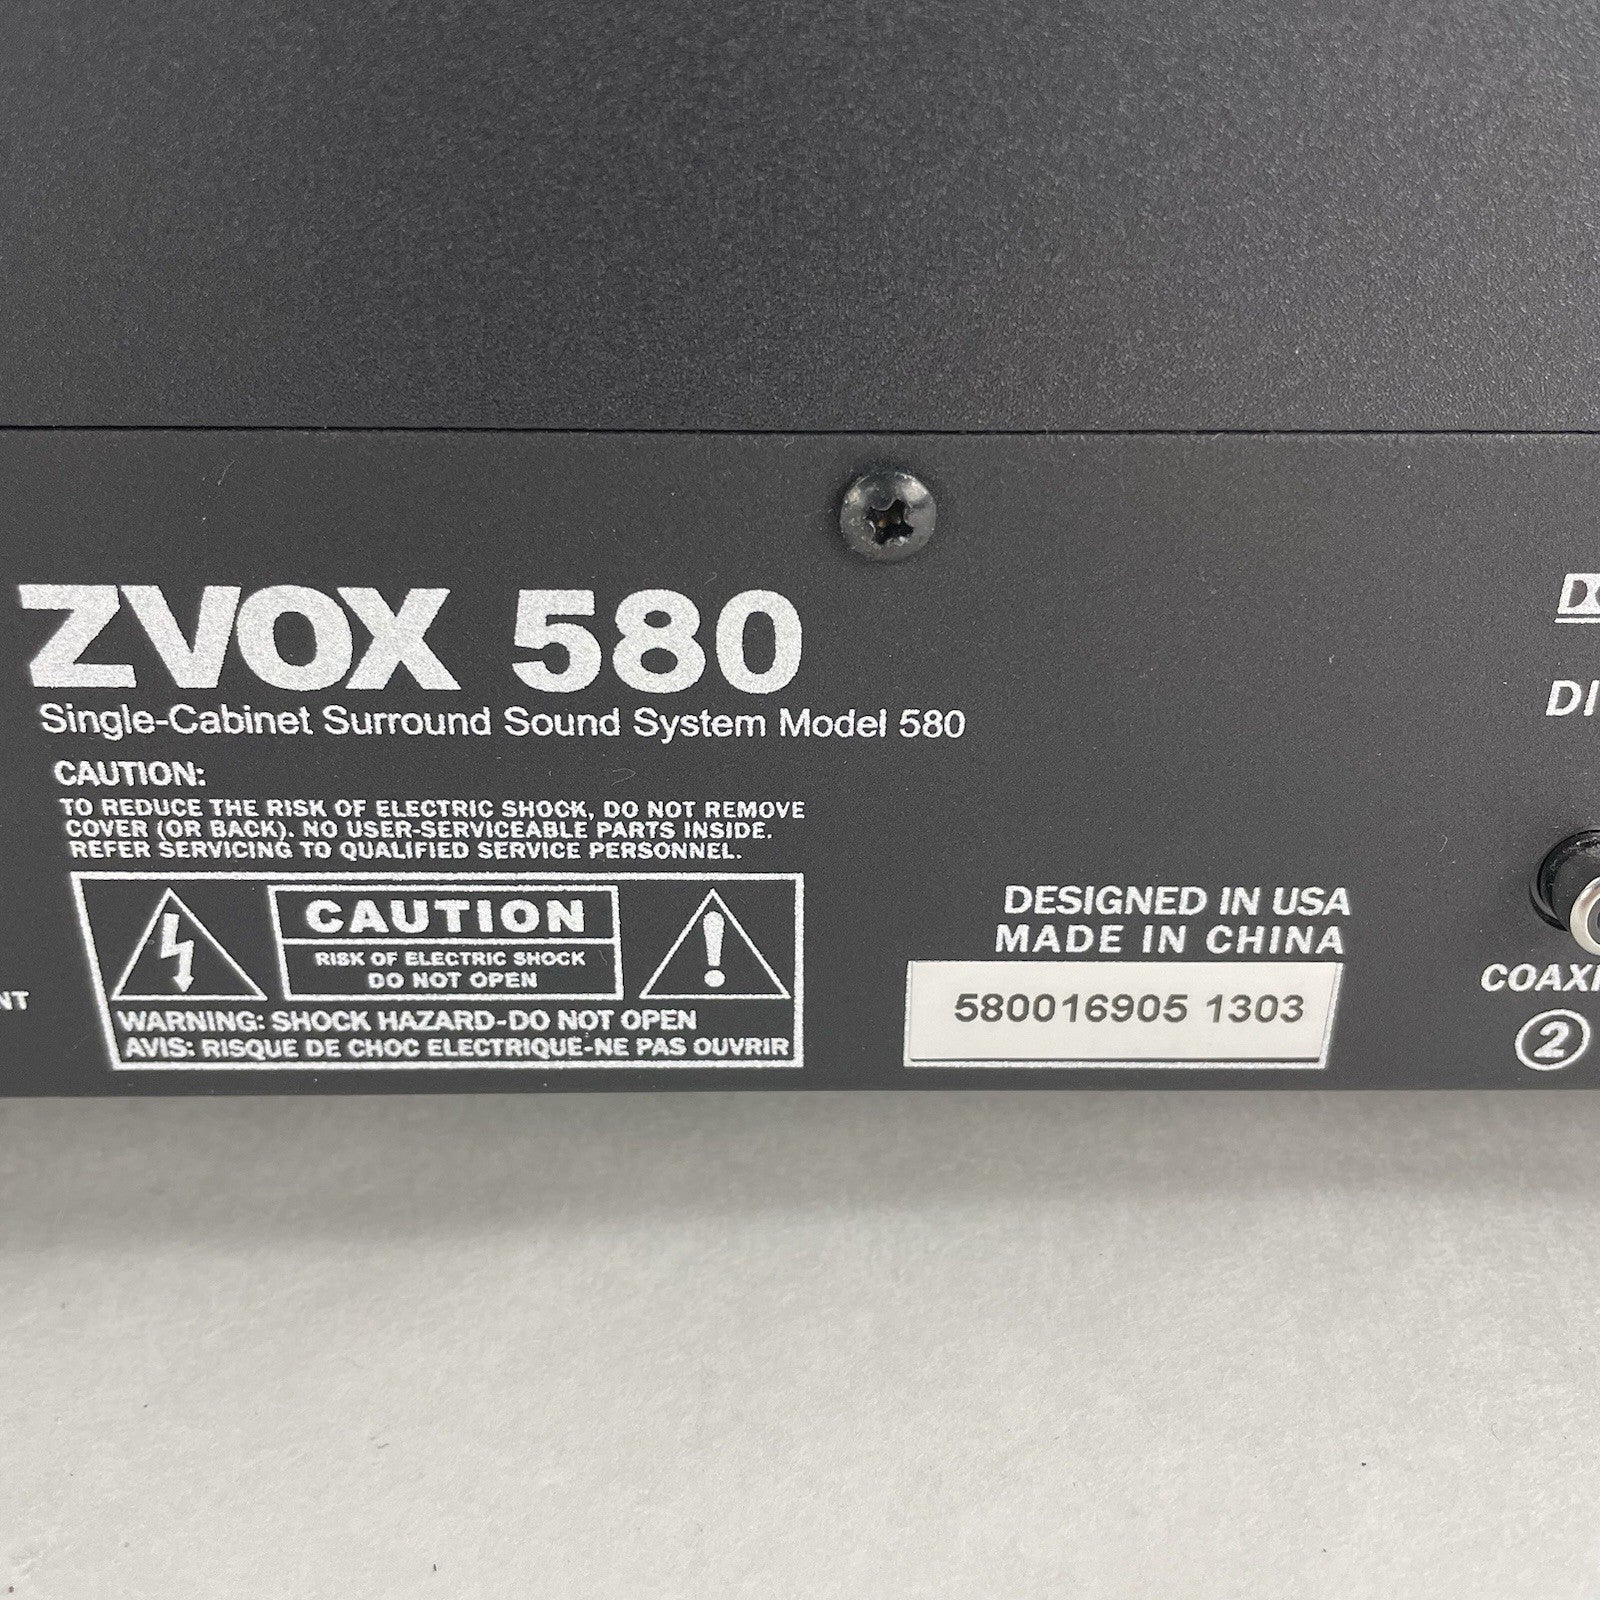 ZVOX 580
Single-Cabinet Surround Sound System Model 580
CAUTION:
TO REDUCE THE RISK OF ELECTRIC SHOCK, DO NOT REMOVE
COVER (OR BACK). NO USER-SERVICEABLE PARTS INSIDE.
REFER SERVICING TO QUALIFIED SERVICE PERSONNEL.
CAUTION
RISK OF ELECTRIC SHOCK
DO NOT OPEN
WARNING: SHOCK HAZARD-DO NOT OPEN
AVIS: RISQUE DE CHOC ELECTRIQUE-NE PAS OUVRIR
NT
DESIGNED IN USA
MADE IN CHINA
580016905 1303
DI
COAXI
2